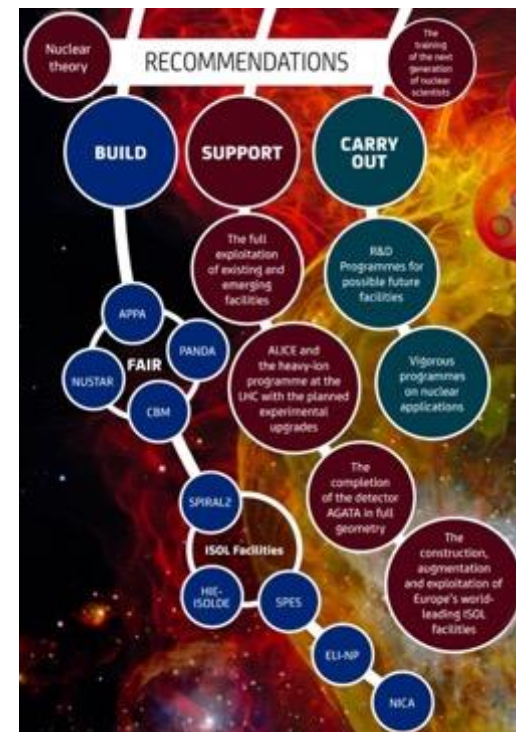 Nuclear
theory
RECOMMENDATIONS
The
training
of the next
generation
of nuclear
scientists
BUILD
SUPPORT
CARRY
OUT
The full
exploitation
of existing and
emerging
facilities
R&D
Programmes for
possible future
facilities
APPA
PANDA
FAIR
NUSTAR
CBM
ALICE and
the heavy-ion
programme at the
LHC with the planned
experimental
upgrades
Vigorous
programmes
on nuclear
applications
The
completion
of the detector
AGATA in full
geometry
SPIRAL2
ISOL Facilities
HIE-
ISOLDE
SPES
The
construction,
augmentation
and exploitation of
Europe's world-
leading ISOL
facilities
ELI-NP
NICA